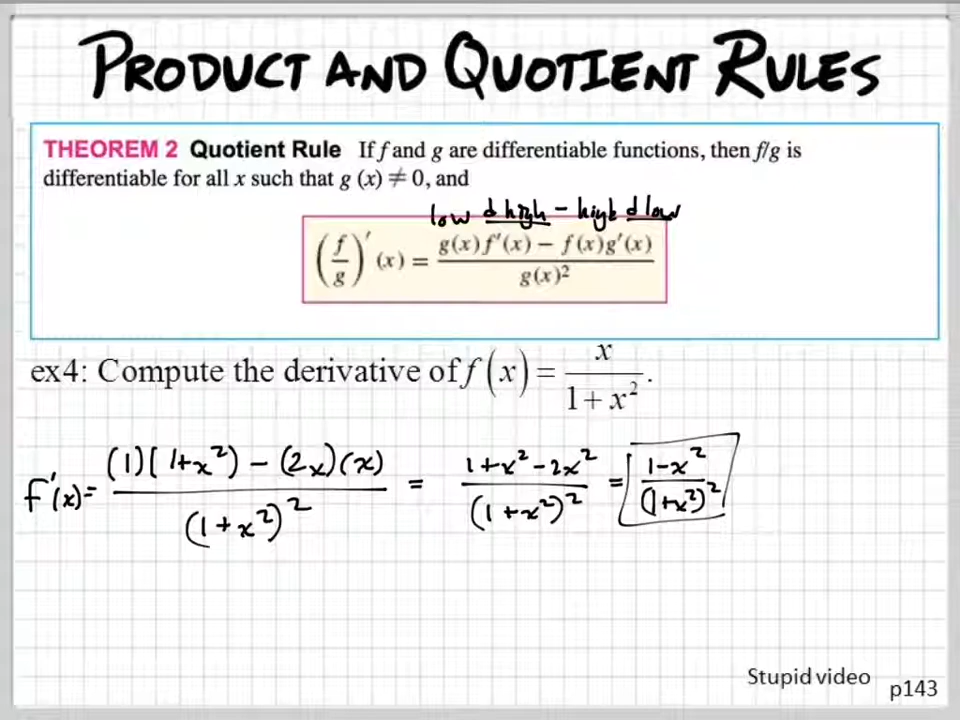 PRODUCT AND QUOTIENT RULES
THEOREM 2 Quotient Rule If f and g are differentiable functions, then f/g is
differentiable for all x such that g (x) ≠ 0, and
low d high - high d low
(f/g)′ (x) = (g(x)f′(x) − f(x)g′(x))/(g(x)²)
ex4: Compute the derivative of f(x) = x/(1+x²).
f′(x) = ((1)(1+x²) − (2x)(x))/((1+x²)²) = (1+x²−2x²)/((1+x²)²) = (1−x²)/((1+x²)²)
Stupid video
p143